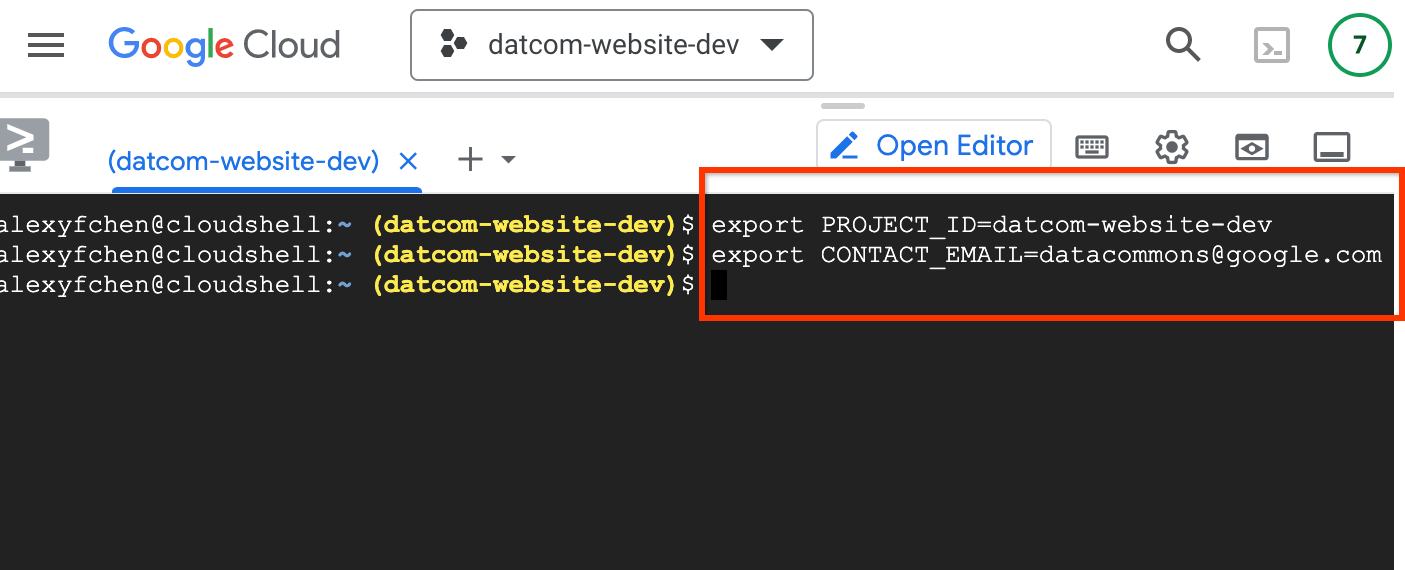 Google Cloud
datcom-website-dev
7
(datcom-website-dev)
Open Editor
alexyfchen@cloudshell:~ (datcom-website-dev)$ export PROJECT_ID=datcom-website-dev
alexyfchen@cloudshell:~ (datcom-website-dev)$ export CONTACT_EMAIL=datacommons@google.com
alexyfchen@cloudshell:~ (datcom-website-dev)$